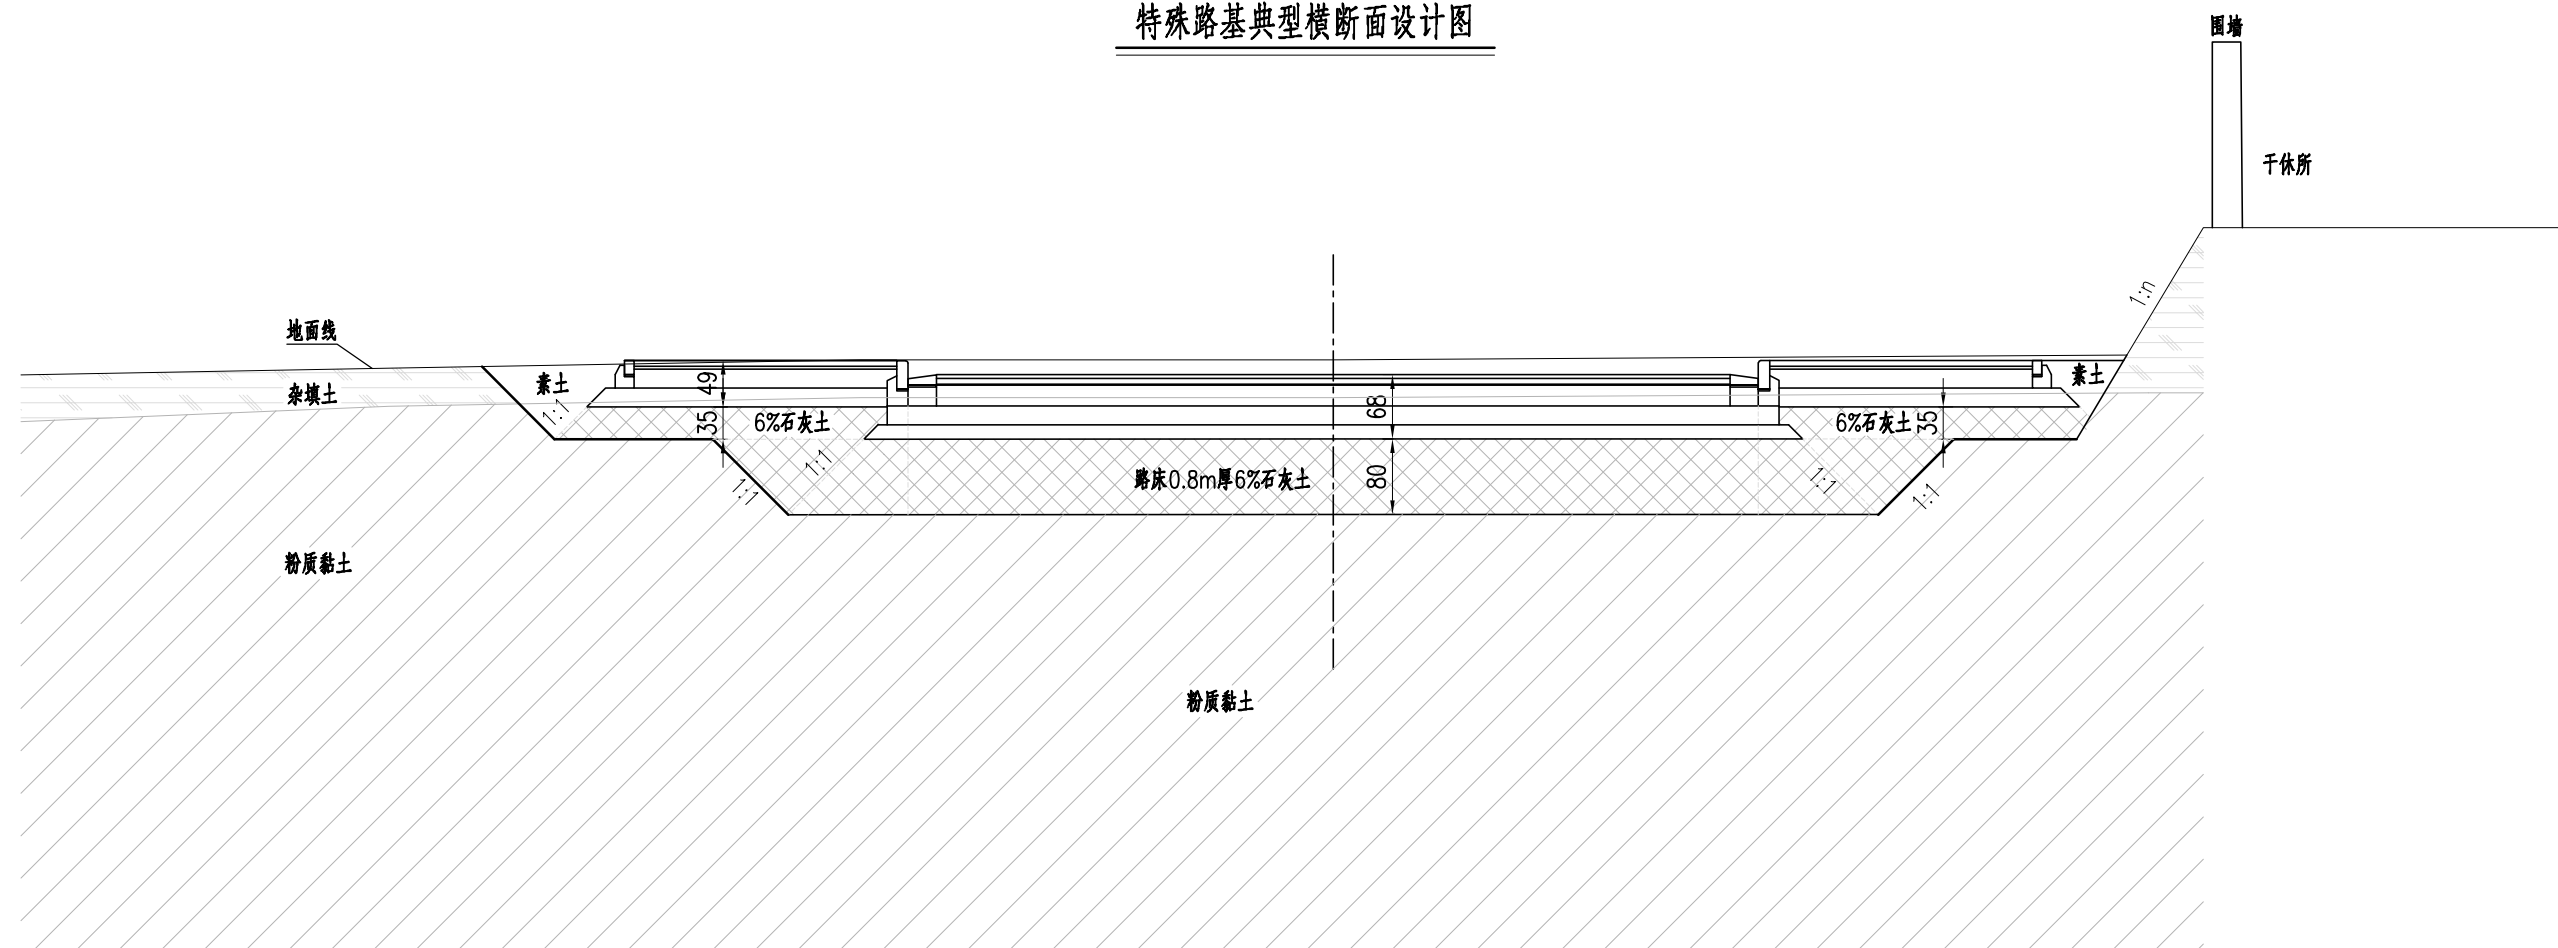 特殊路基典型横断面设计图
围墙
干休所
1:n
地面线
杂填土
素土
1:1
49
35
6%石灰土
1:1
1:1
68
80
路床0.8m厚6%石灰土
6%石灰土
35
素土
1:1
1:1
粉质黏土
粉质黏土